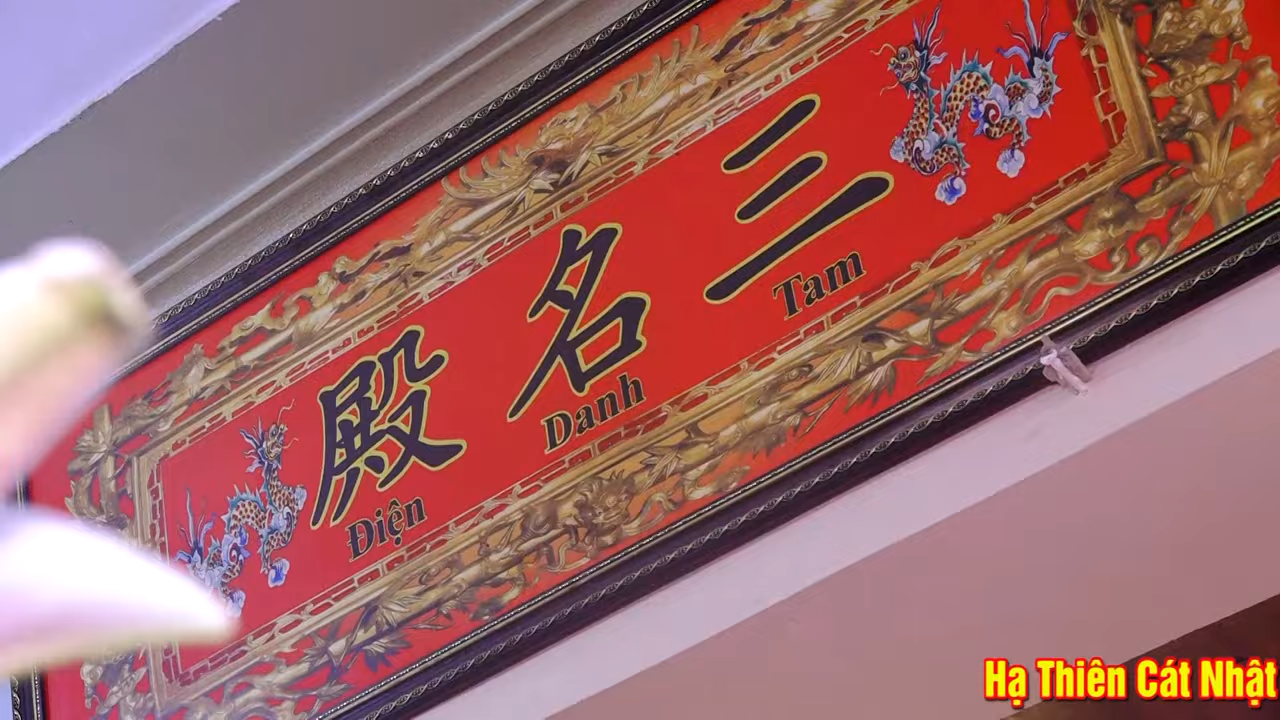 殿名三
Điện Danh Tam
Hạ Thiên Cát Nhật